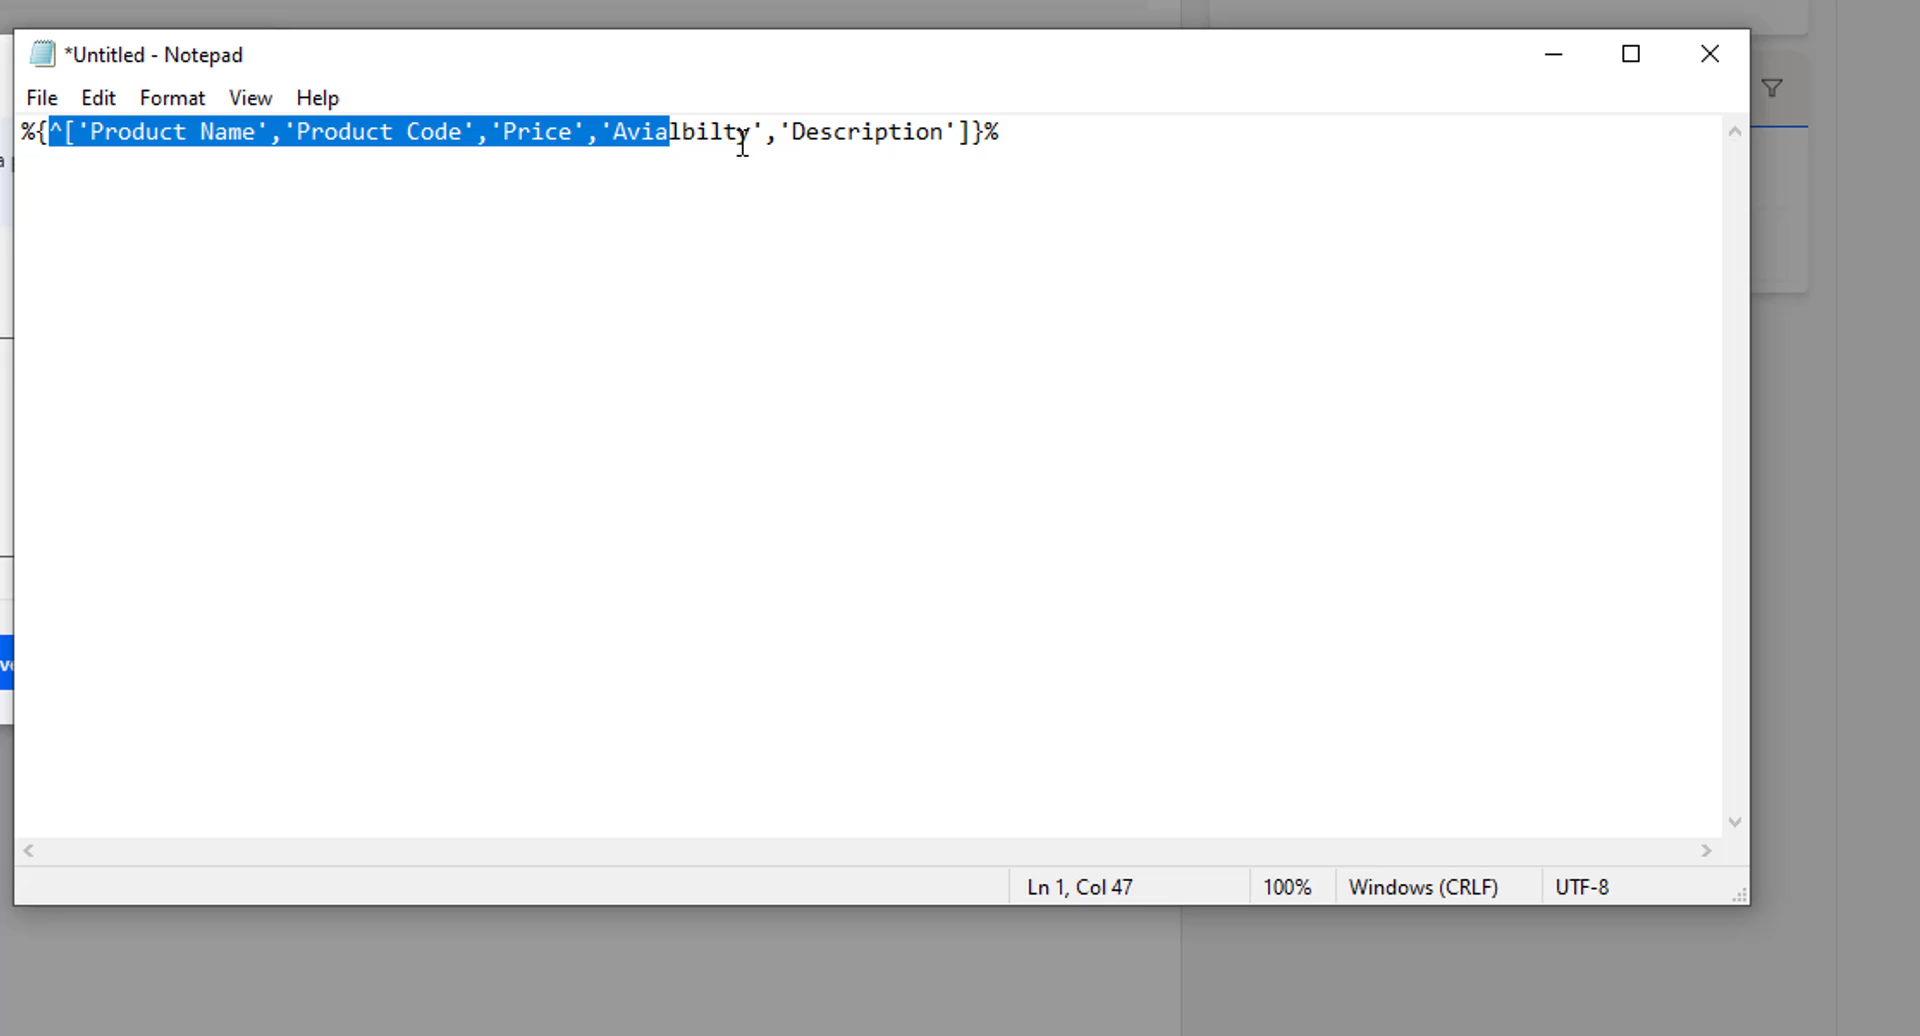 *Untitled - Notepad
File Edit Format View Help
%{^['Product Name','Product Code','Price','Avialbilty','Description']}%
a
ve
Ln 1, Col 47 100% Windows (CRLF) UTF-8